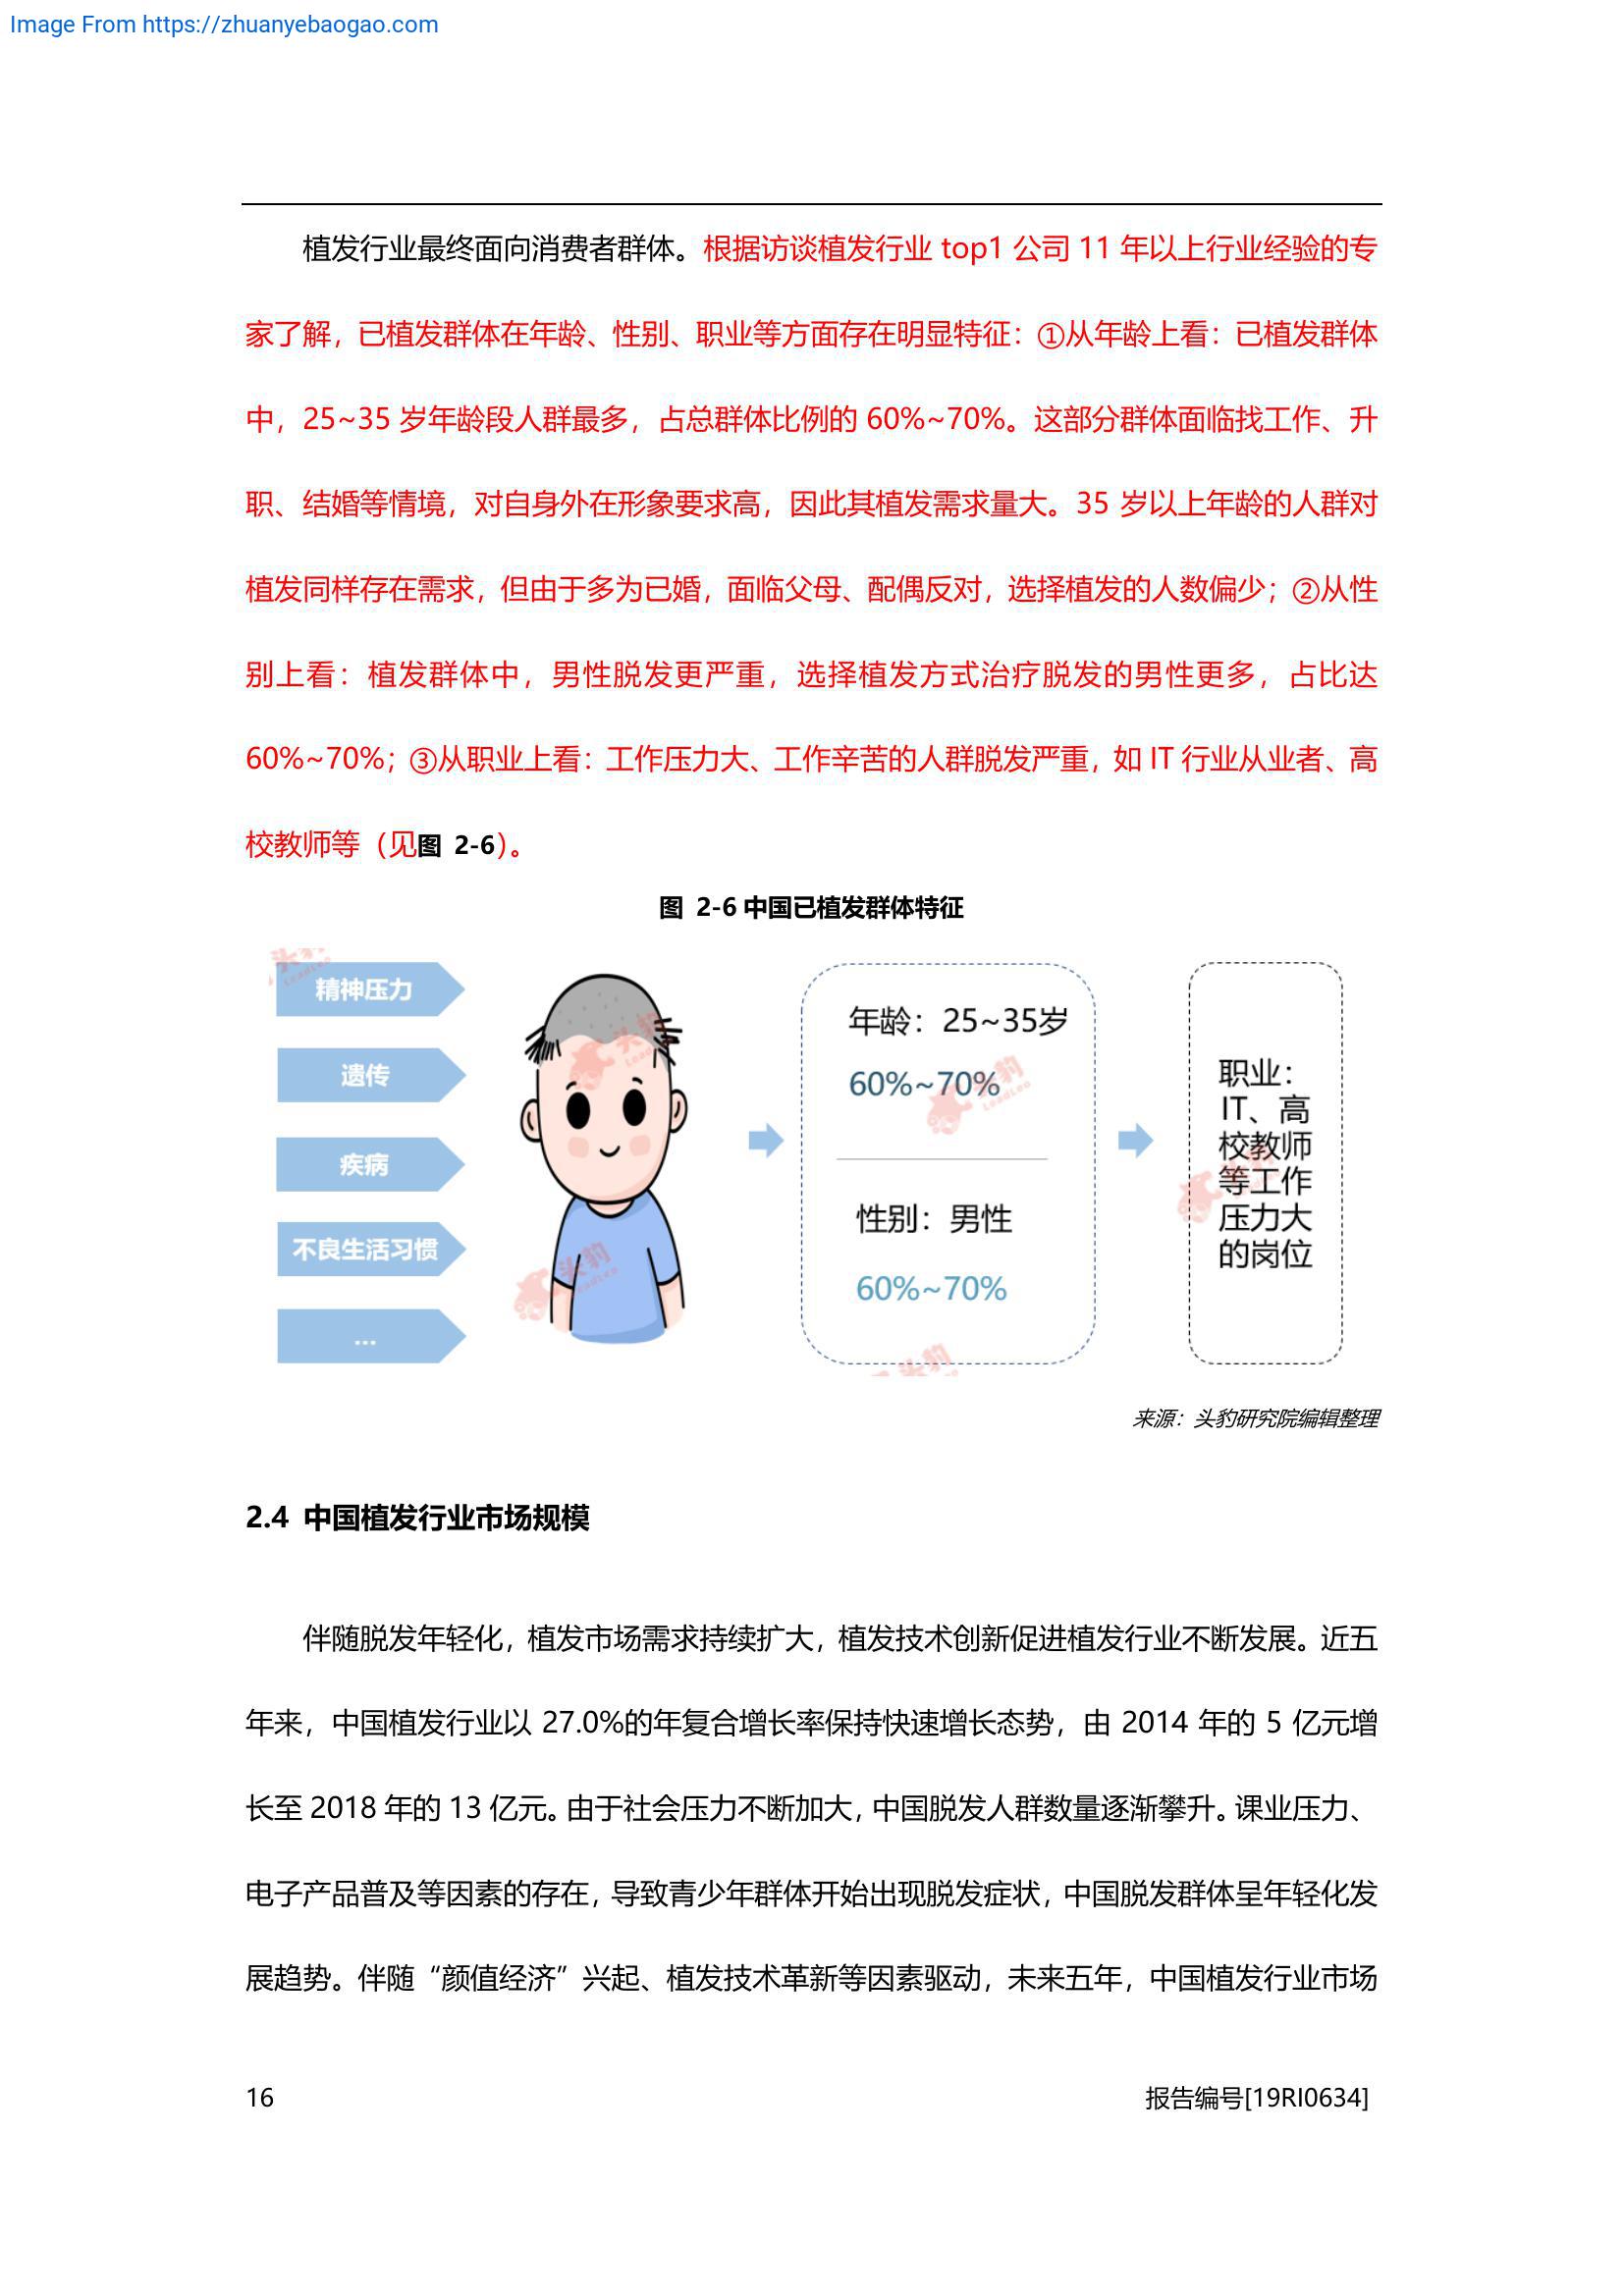 Image From https://zhuanyebaogao.com
植发行业最终面向消费者群体。根据访谈植发行业 top1 公司 11 年以上行业经验的专
家了解，已植发群体在年龄、性别、职业等方面存在明显特征：①从年龄上看：已植发群体
中，25~35 岁年龄段人群最多，占总群体比例的 60%~70%。这部分群体面临找工作、升
职、结婚等情境，对自身外在形象要求高，因此其植发需求量大。35 岁以上年龄的人群对
植发同样存在需求，但由于多为已婚，面临父母、配偶反对，选择植发的人数偏少；②从性
别上看：植发群体中，男性脱发更严重，选择植发方式治疗脱发的男性更多，占比达
60%~70%；③从职业上看：工作压力大、工作辛苦的人群脱发严重，如 IT 行业从业者、高
校教师等（见图 2-6）。
图 2-6 中国已植发群体特征
精神压力
遗传
疾病
不良生活习惯
...
年龄：25~35岁
60%~70%
性别：男性
60%~70%
职业：
IT、高
校教师
等工作
压力大
的岗位
头豹
LeadLeo
头豹
LeadLeo
头豹
LeadLeo
头豹
LeadLeo
头豹
头豹
来源：头豹研究院编辑整理
2.4 中国植发行业市场规模
伴随脱发年轻化，植发市场需求持续扩大，植发技术创新促进植发行业不断发展。近五
年来，中国植发行业以 27.0%的年复合增长率保持快速增长态势，由 2014 年的 5 亿元增
长至 2018 年的 13 亿元。由于社会压力不断加大，中国脱发人群数量逐渐攀升。课业压力、
电子产品普及等因素的存在，导致青少年群体开始出现脱发症状，中国脱发群体呈年轻化发
展趋势。伴随“颜值经济”兴起、植发技术革新等因素驱动，未来五年，中国植发行业市场
16
报告编号[19RI0634]